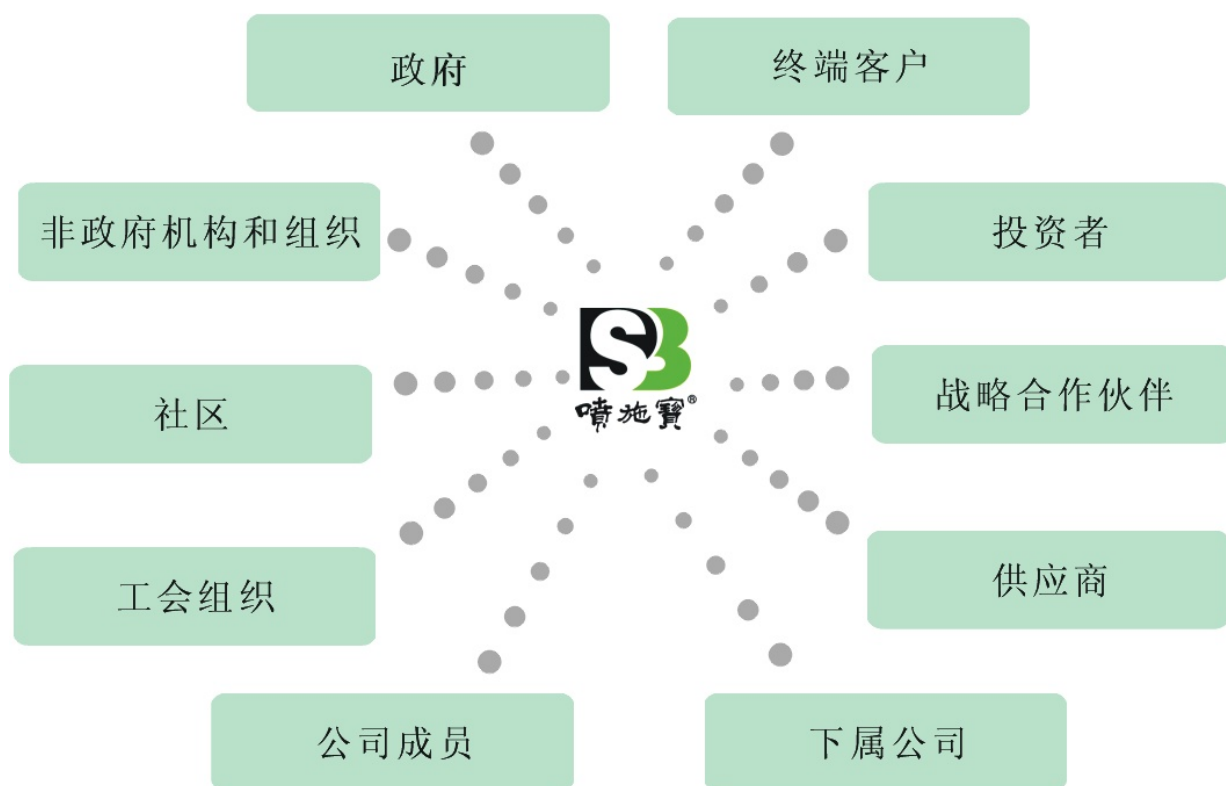 政府
终端客户
非政府机构和组织
投资者
社区
战略合作伙伴
工会组织
供应商
公司成员
下属公司
PSB
噴施寶®